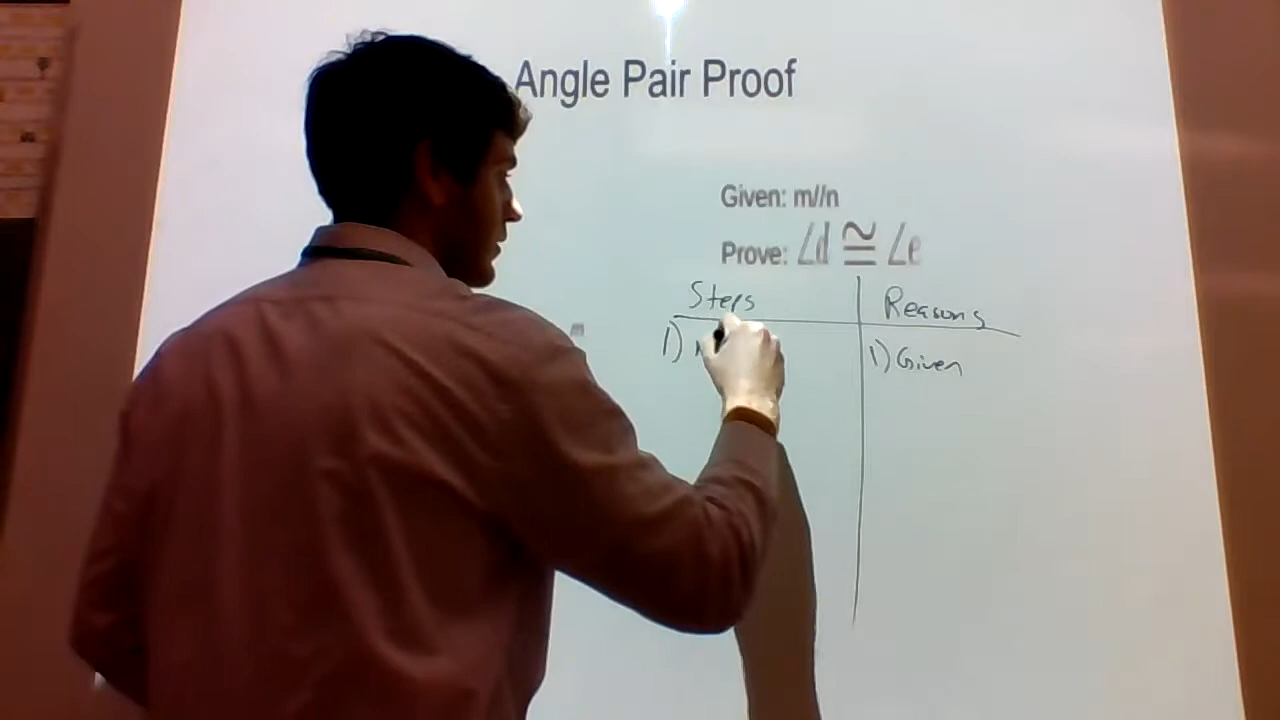 Angle Pair Proof
Given: m//n
Prove: ∠d ≅ ∠e
Steps
Reasons
1)
1) Given
m